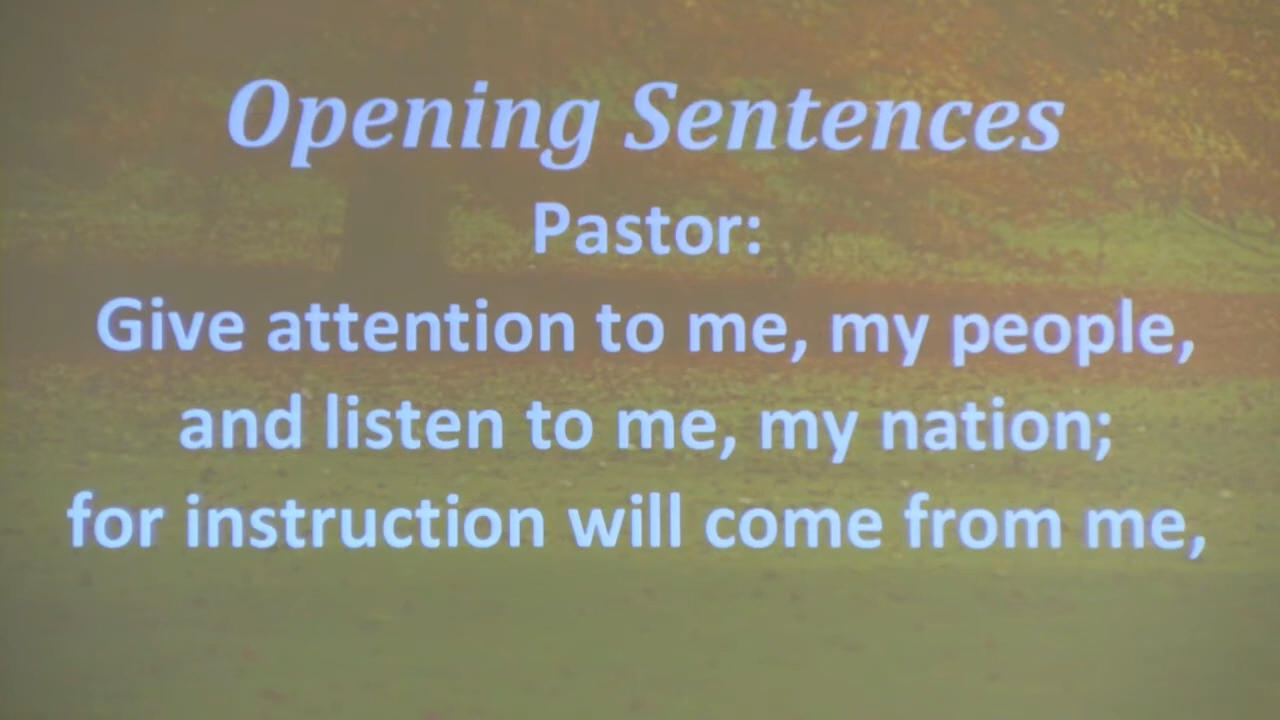 Opening Sentences
Pastor:
Give attention to me, my people,
and listen to me, my nation;
for instruction will come from me,